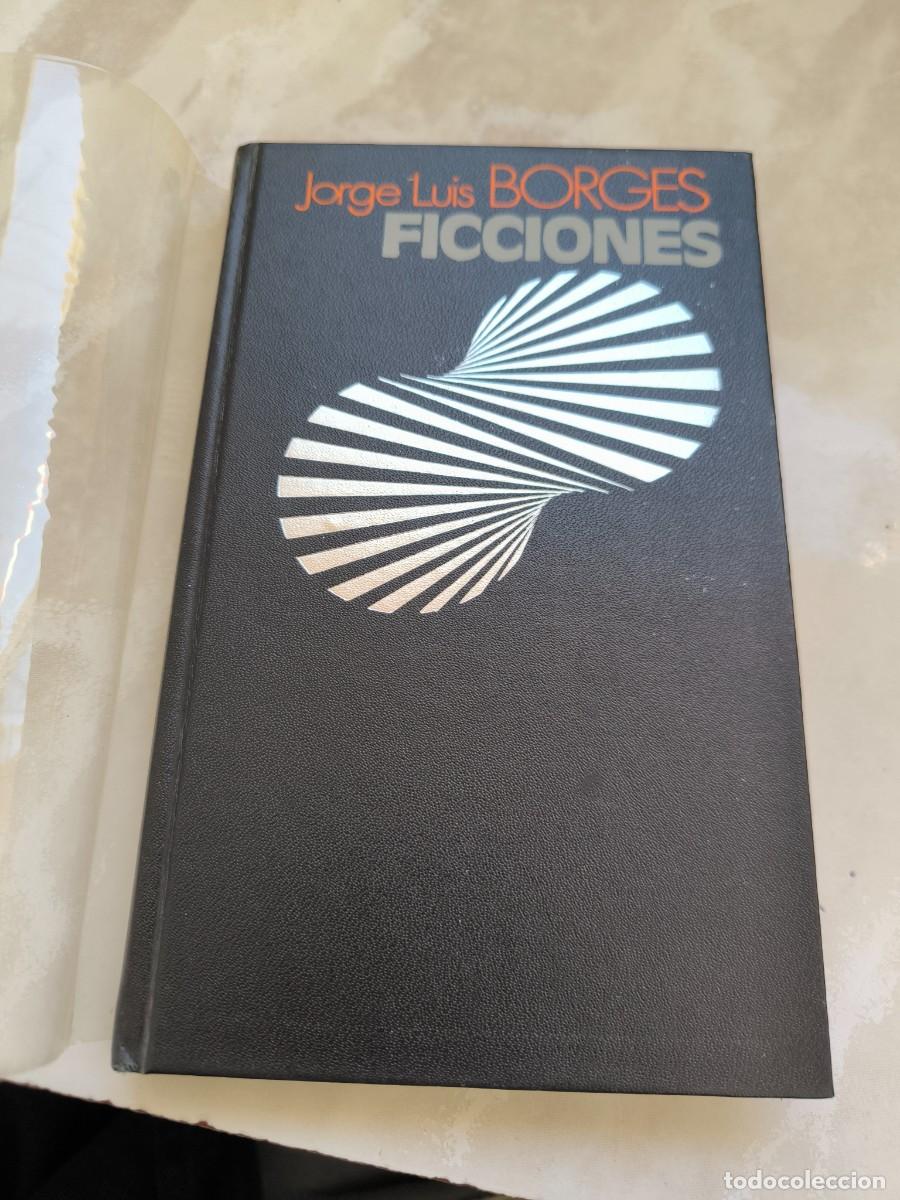 Jorge Luis BORGES
FICCIONES
todocoleccion